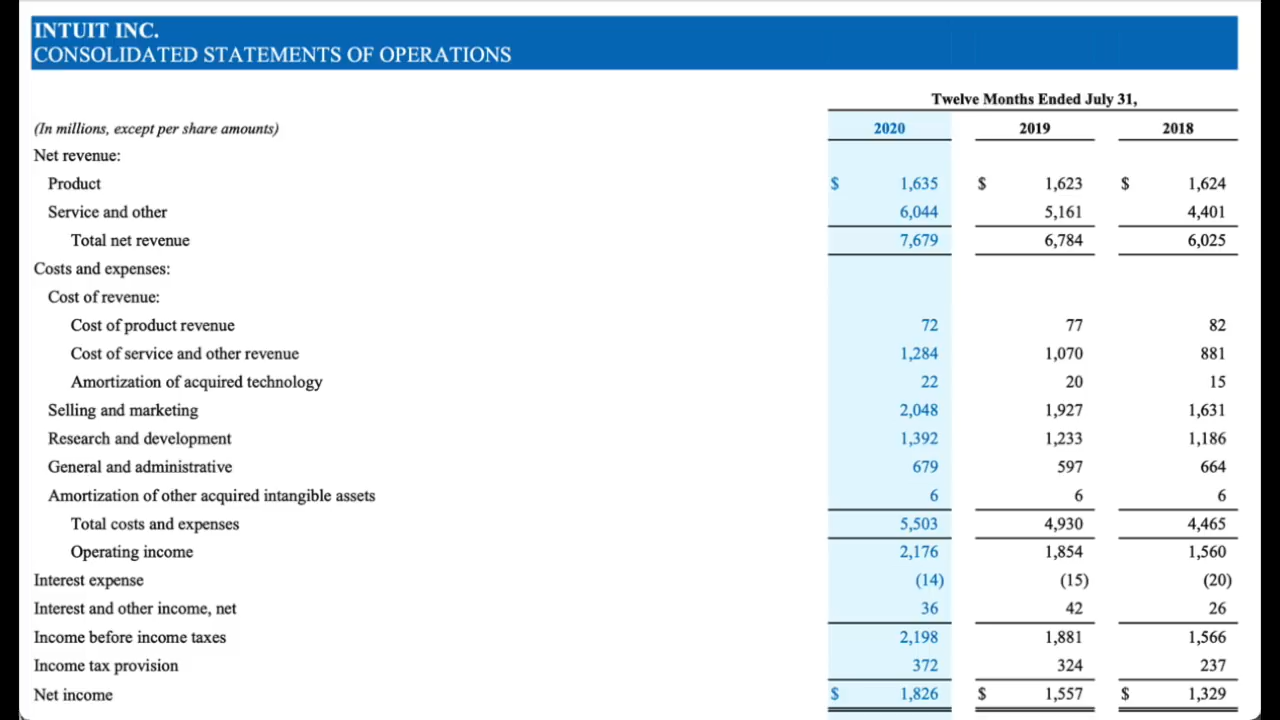 INTUIT INC.
CONSOLIDATED STATEMENTS OF OPERATIONS
Twelve Months Ended July 31,
(In millions, except per share amounts) 2020 2019 2018
Net revenue:
Product $ 1,635 $ 1,623 $ 1,624
Service and other 6,044 5,161 4,401
Total net revenue 7,679 6,784 6,025
Costs and expenses:
Cost of revenue:
Cost of product revenue 72 77 82
Cost of service and other revenue 1,284 1,070 881
Amortization of acquired technology 22 20 15
Selling and marketing 2,048 1,927 1,631
Research and development 1,392 1,233 1,186
General and administrative 679 597 664
Amortization of other acquired intangible assets 6 6 6
Total costs and expenses 5,503 4,930 4,465
Operating income 2,176 1,854 1,560
Interest expense (14) (15) (20)
Interest and other income, net 36 42 26
Income before income taxes 2,198 1,881 1,566
Income tax provision 372 324 237
Net income $ 1,826 $ 1,557 $ 1,329